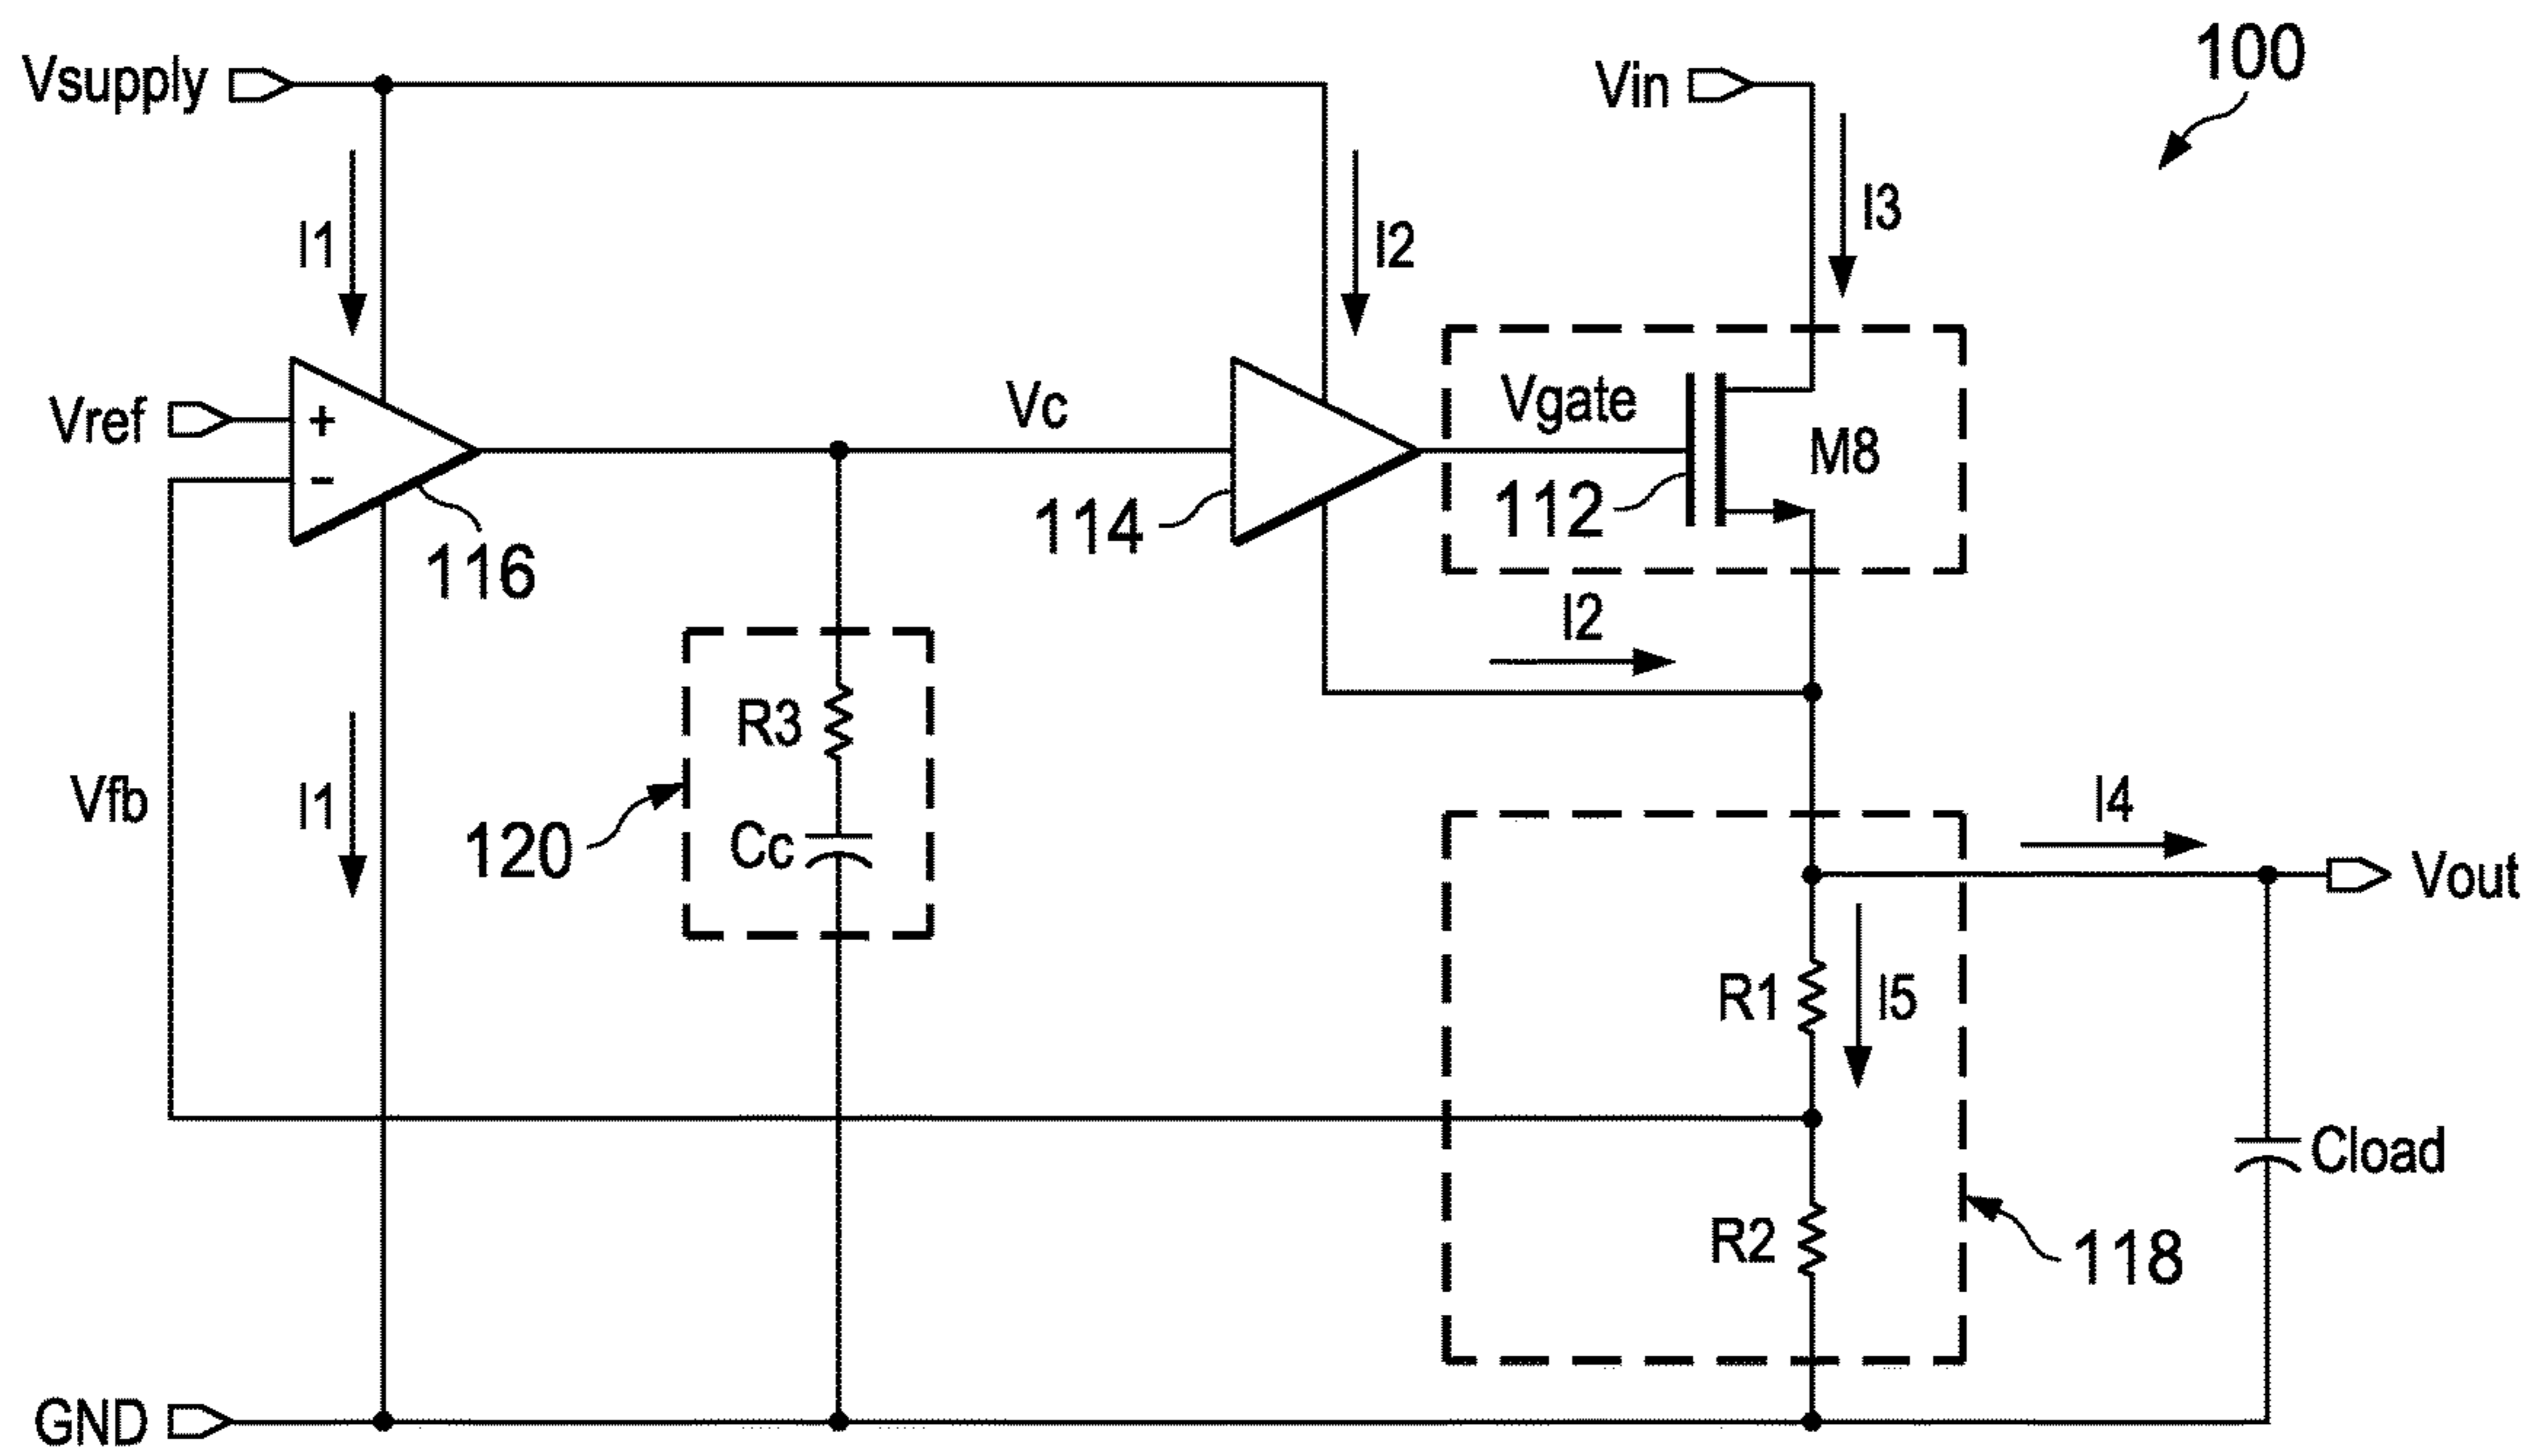 100
Vsupply
Vin
I1
I2
I3
Vref
+
-
Vc
Vgate
M8
112
114
116
I2
R3
Cc
120
Vfb
I1
I4
Vout
R1
I5
R2
Cload
118
GND